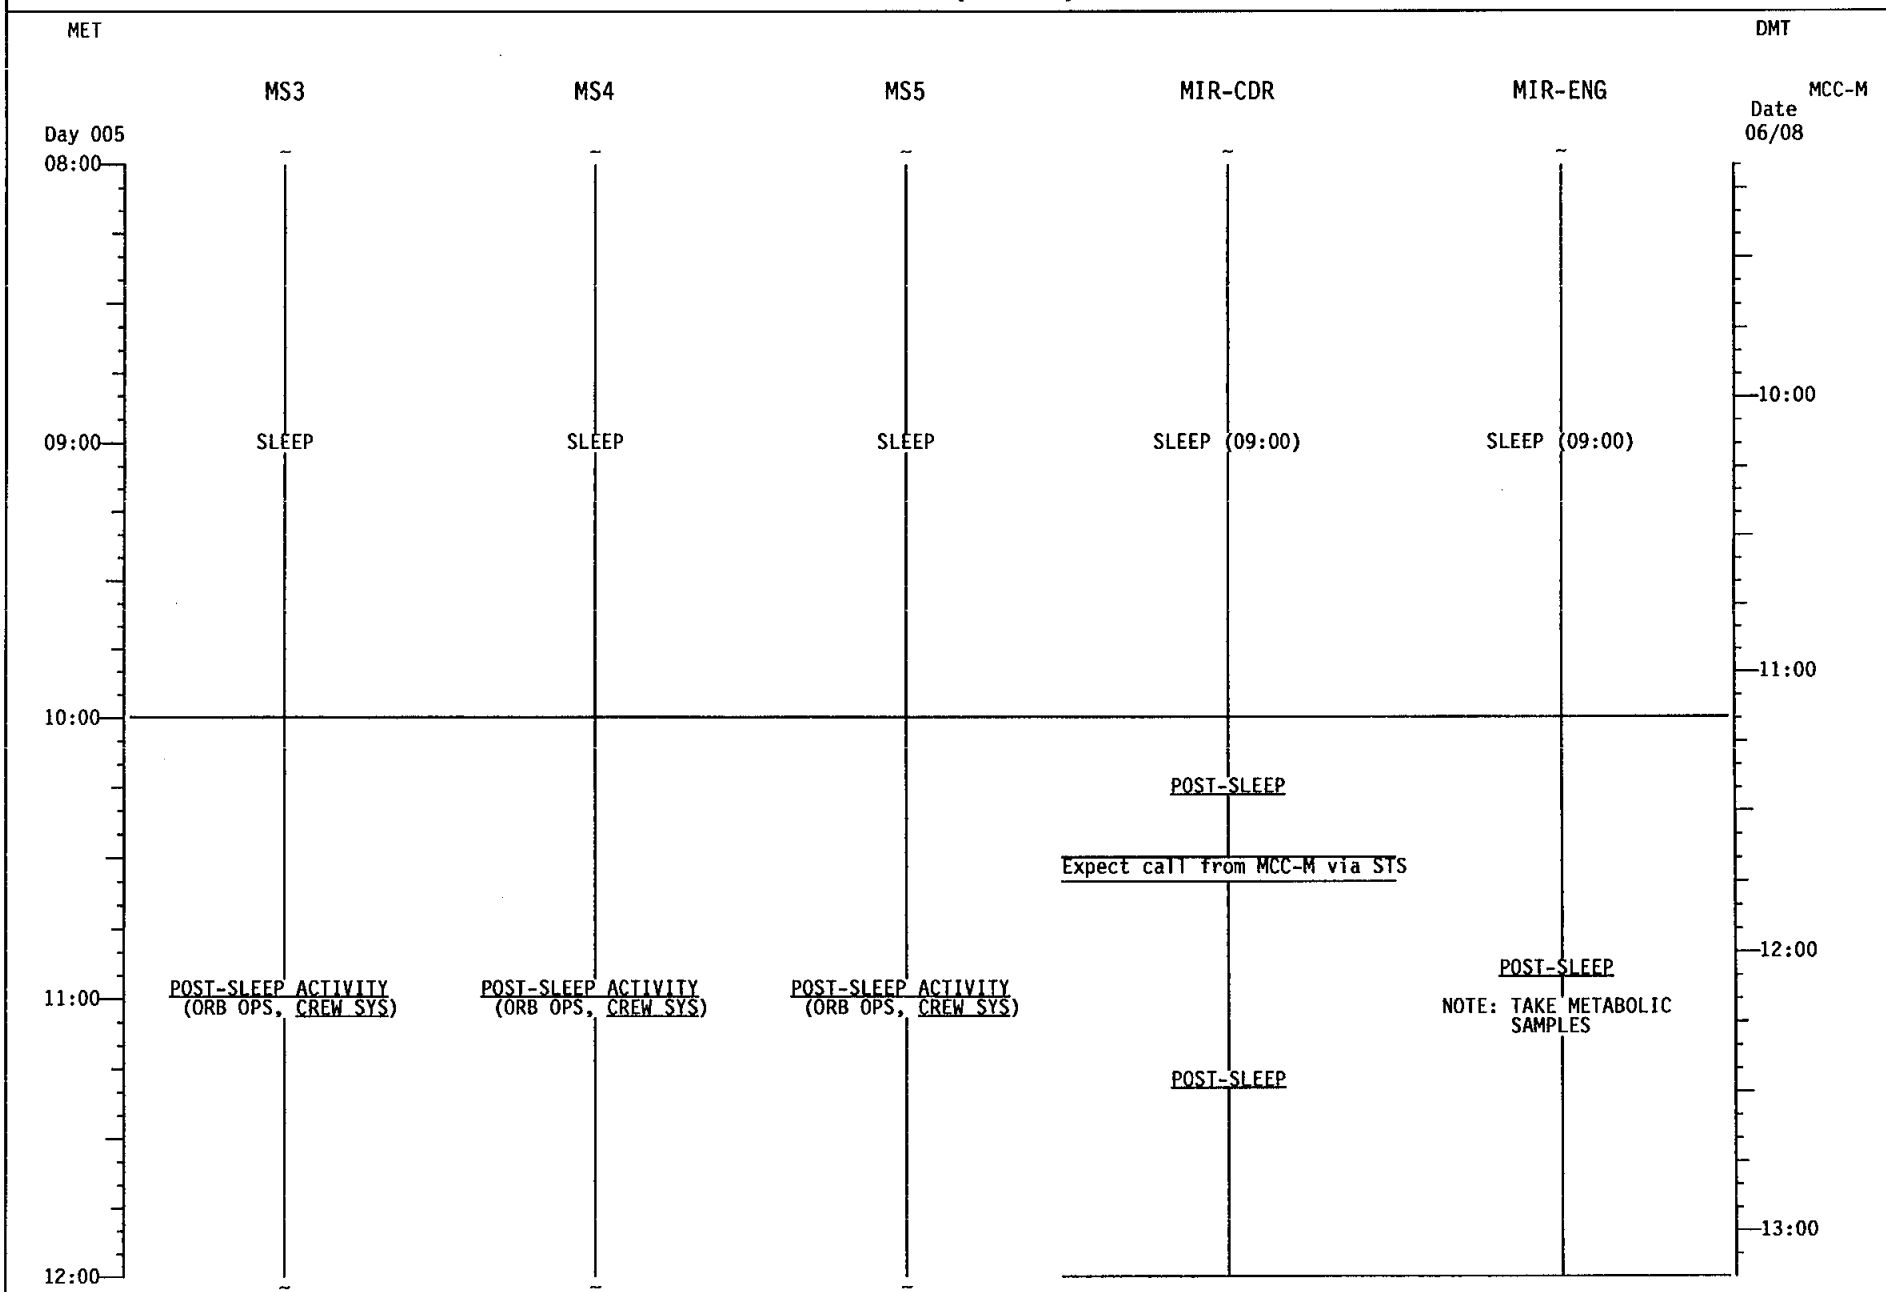 MET
DMT
MS3 MS4 MS5 MIR-CDR MIR-ENG MCC-M
Date
06/08
Day 005
~ ~ ~ ~ ~
08:00
10:00
09:00 SLEEP SLEEP SLEEP SLEEP (09:00) SLEEP (09:00)
11:00
10:00
POST-SLEEP
Expect call from MCC-M via STS
12:00
POST-SLEEP
POST-SLEEP ACTIVITY POST-SLEEP ACTIVITY POST-SLEEP ACTIVITY
11:00
(ORB OPS, CREW SYS) (ORB OPS, CREW SYS) (ORB OPS, CREW SYS)
NOTE: TAKE METABOLIC
SAMPLES
POST-SLEEP
13:00
12:00
~ ~ ~